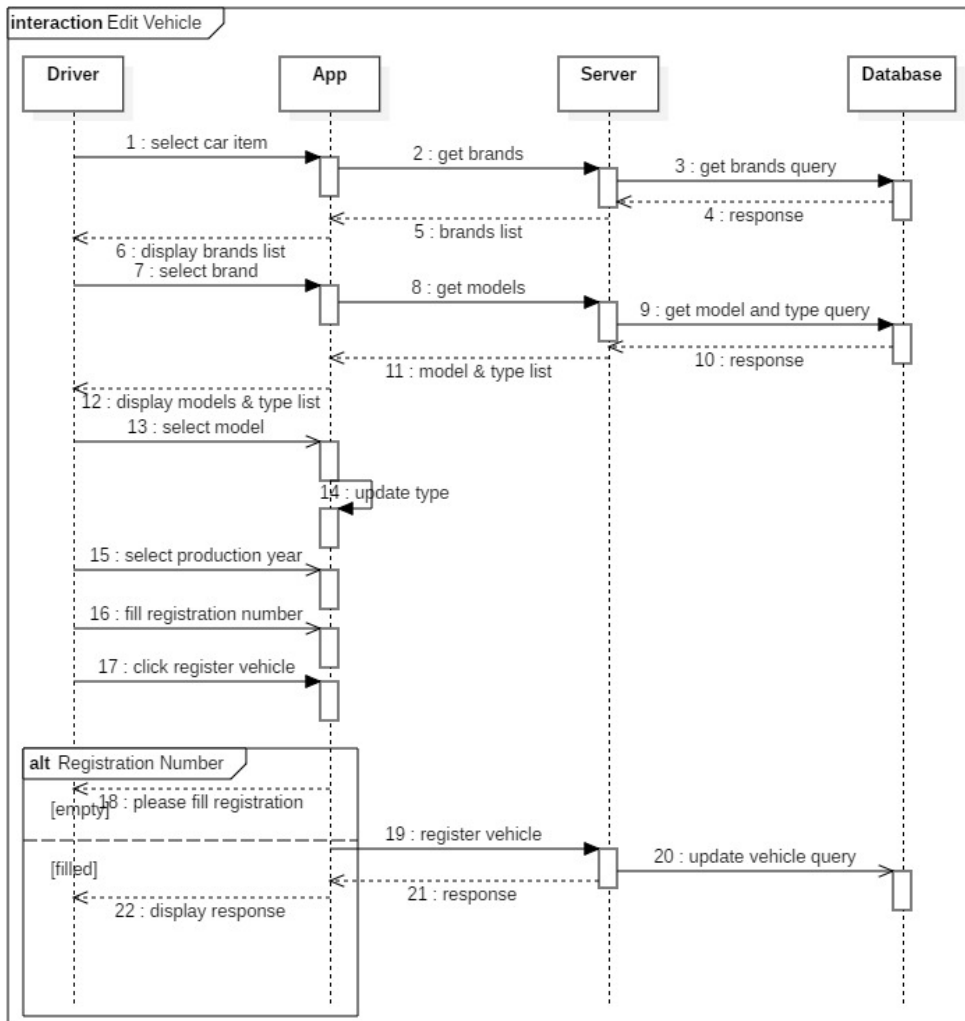 interaction Edit Vehicle
Driver
App
Server
Database
1 : select car item
2 : get brands
3 : get brands query
4 : response
5 : brands list
6 : display brands list
7 : select brand
8 : get models
9 : get model and type query
10 : response
11 : model & type list
12 : display models & type list
13 : select model
14 : update type
15 : select production year
16 : fill registration number
17 : click register vehicle
alt Registration Number
18 : please fill registration
[empty]
19 : register vehicle
20 : update vehicle query
[filled]
21 : response
22 : display response